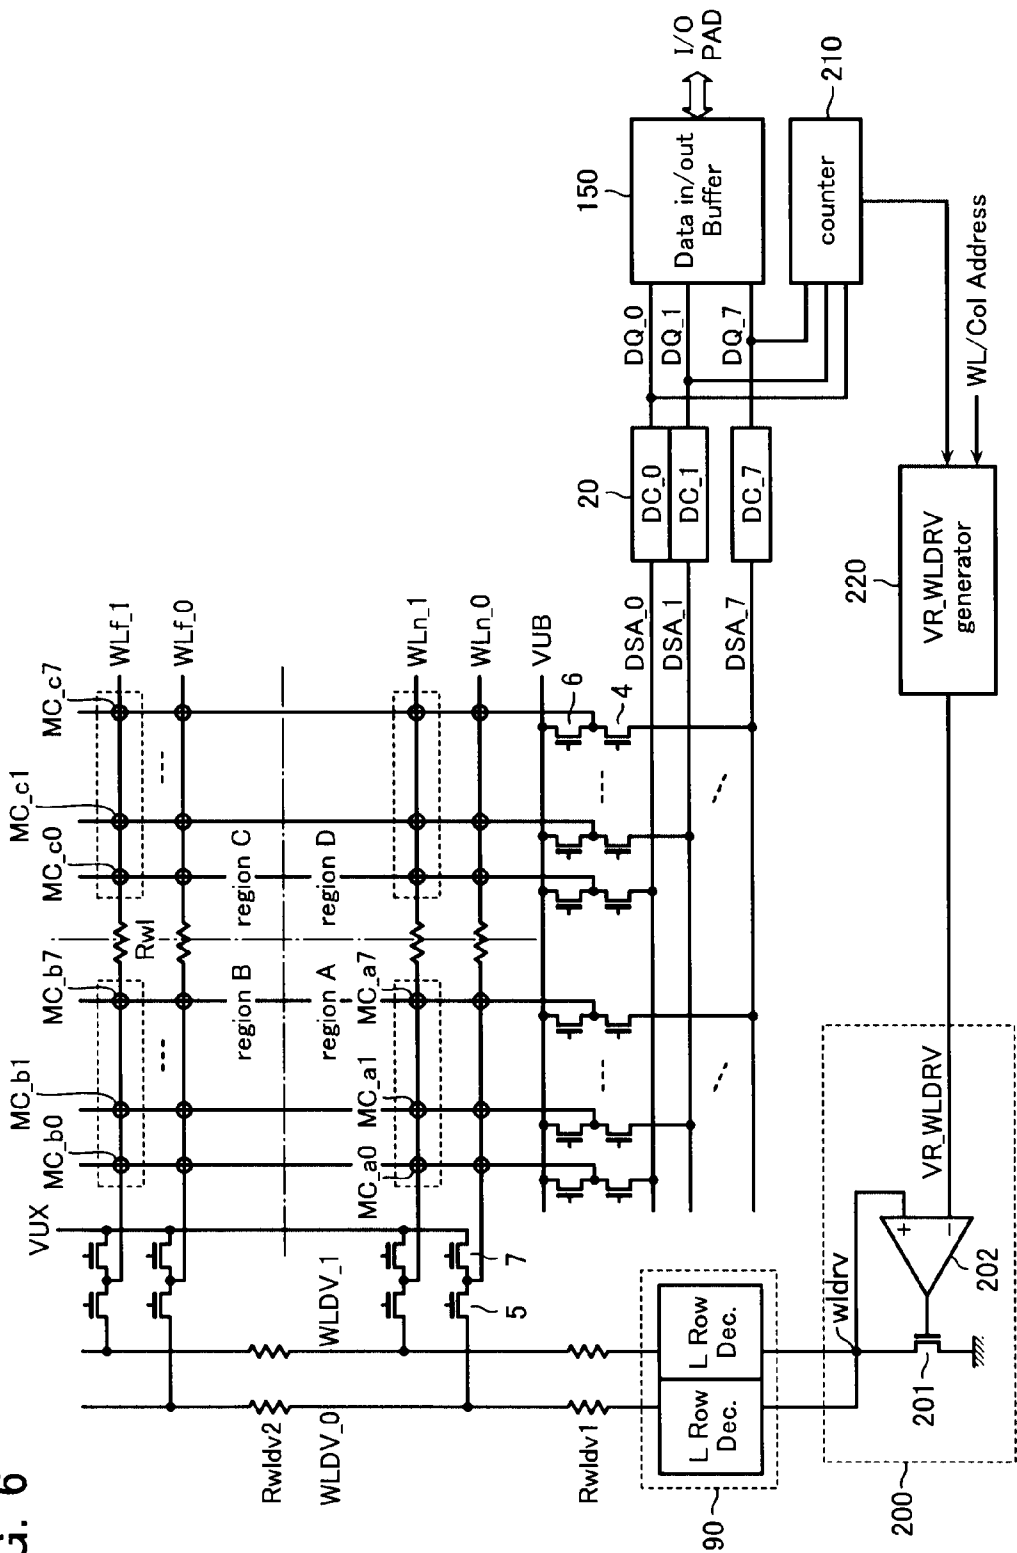 G. 6
MC_b0
MC_b1
MC_b7
MC_c0
MC_c1
MC_c7
VUX
Rwl
WLf_1
WLf_0
region B
region C
region A
region D
MC_a0
MC_a1
MC_a7
WLn_1
WLn_0
VUB
WLDV_1
7
5
6
4
Rwldv2
WLDV_0
Rwldv1
DSA_0
DSA_1
DSA_7
20
DC_0
DC_1
DC_7
DQ_0
DQ_1
DQ_7
150
Data in/out
Buffer
I/O
PAD
210
counter
WL/Col Address
220
VR_WLDRV
generator
VR_WLDRV
90
L Row
Dec.
L Row
Dec.
wldrv
+
−
202
201
200